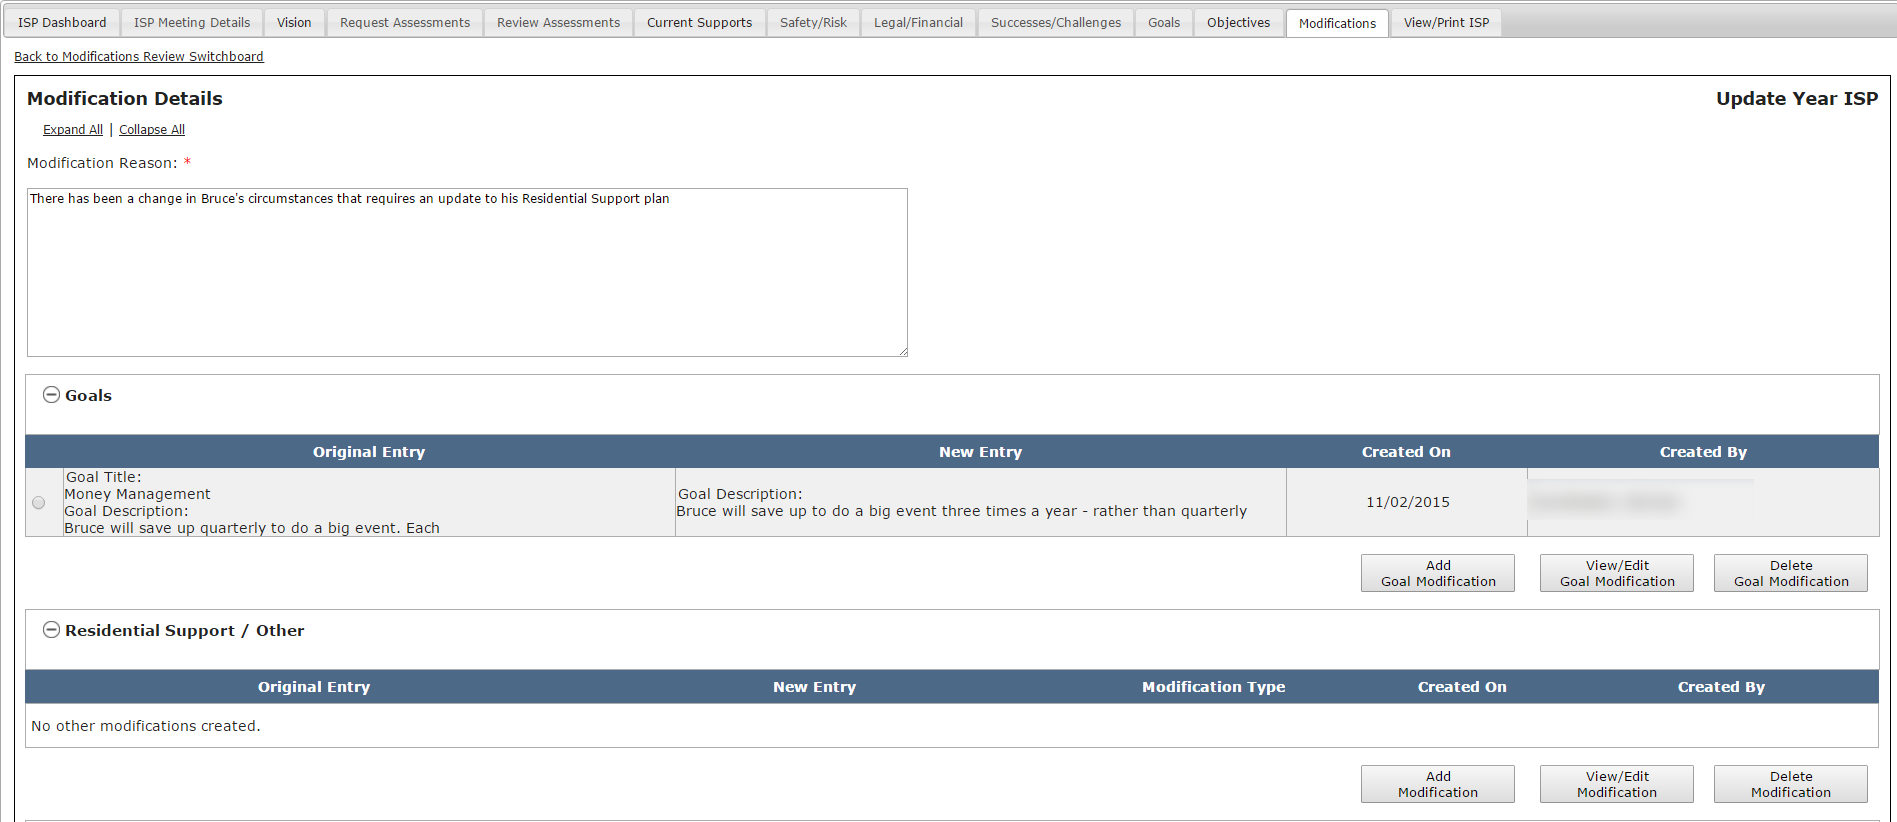 ISP Dashboard ISP Meeting Details Vision Request Assessments Review Assessments Current Supports Safety/Risk Legal/Financial Successes/Challenges Goals Objectives Modifications View/Print ISP
Back to Modifications Review Switchboard
Modification Details Update Year ISP
Expand All | Collapse All
Modification Reason: *
There has been a change in Bruce's circumstances that requires an update to his Residential Support plan
Goals
Original Entry New Entry Created On Created By
Goal Title:
Money Management
Goal Description:
Bruce will save up quarterly to do a big event. Each
Goal Description:
Bruce will save up to do a big event three times a year - rather than quarterly
11/02/2015
Add
Goal Modification
View/Edit
Goal Modification
Delete
Goal Modification
Residential Support / Other
Original Entry New Entry Modification Type Created On Created By
No other modifications created.
Add
Modification
View/Edit
Modification
Delete
Modification